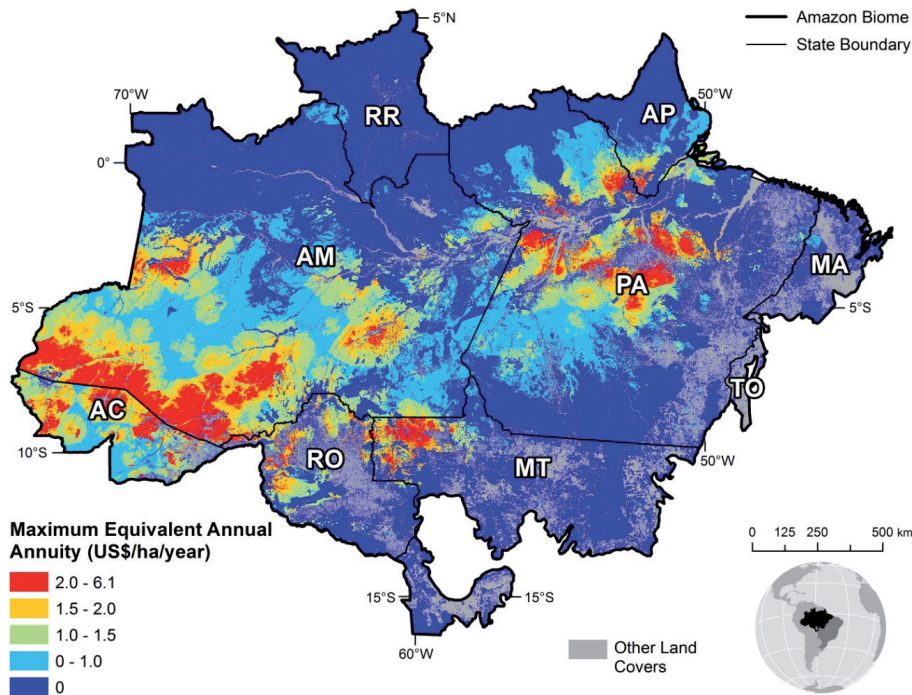 5°N
Amazon Biome
State Boundary
70°W
50°W
RR
AP
0°
AM
MA
PA
5°S
5°S
TO
AC
10°S
RO
MT
50°W
Maximum Equivalent Annual
Annuity (US$/ha/year)
2.0 - 6.1
1.5 - 2.0
1.0 - 1.5
0 - 1.0
0
0 125 250 500 km
15°S
15°S
60°W
Other Land
Covers